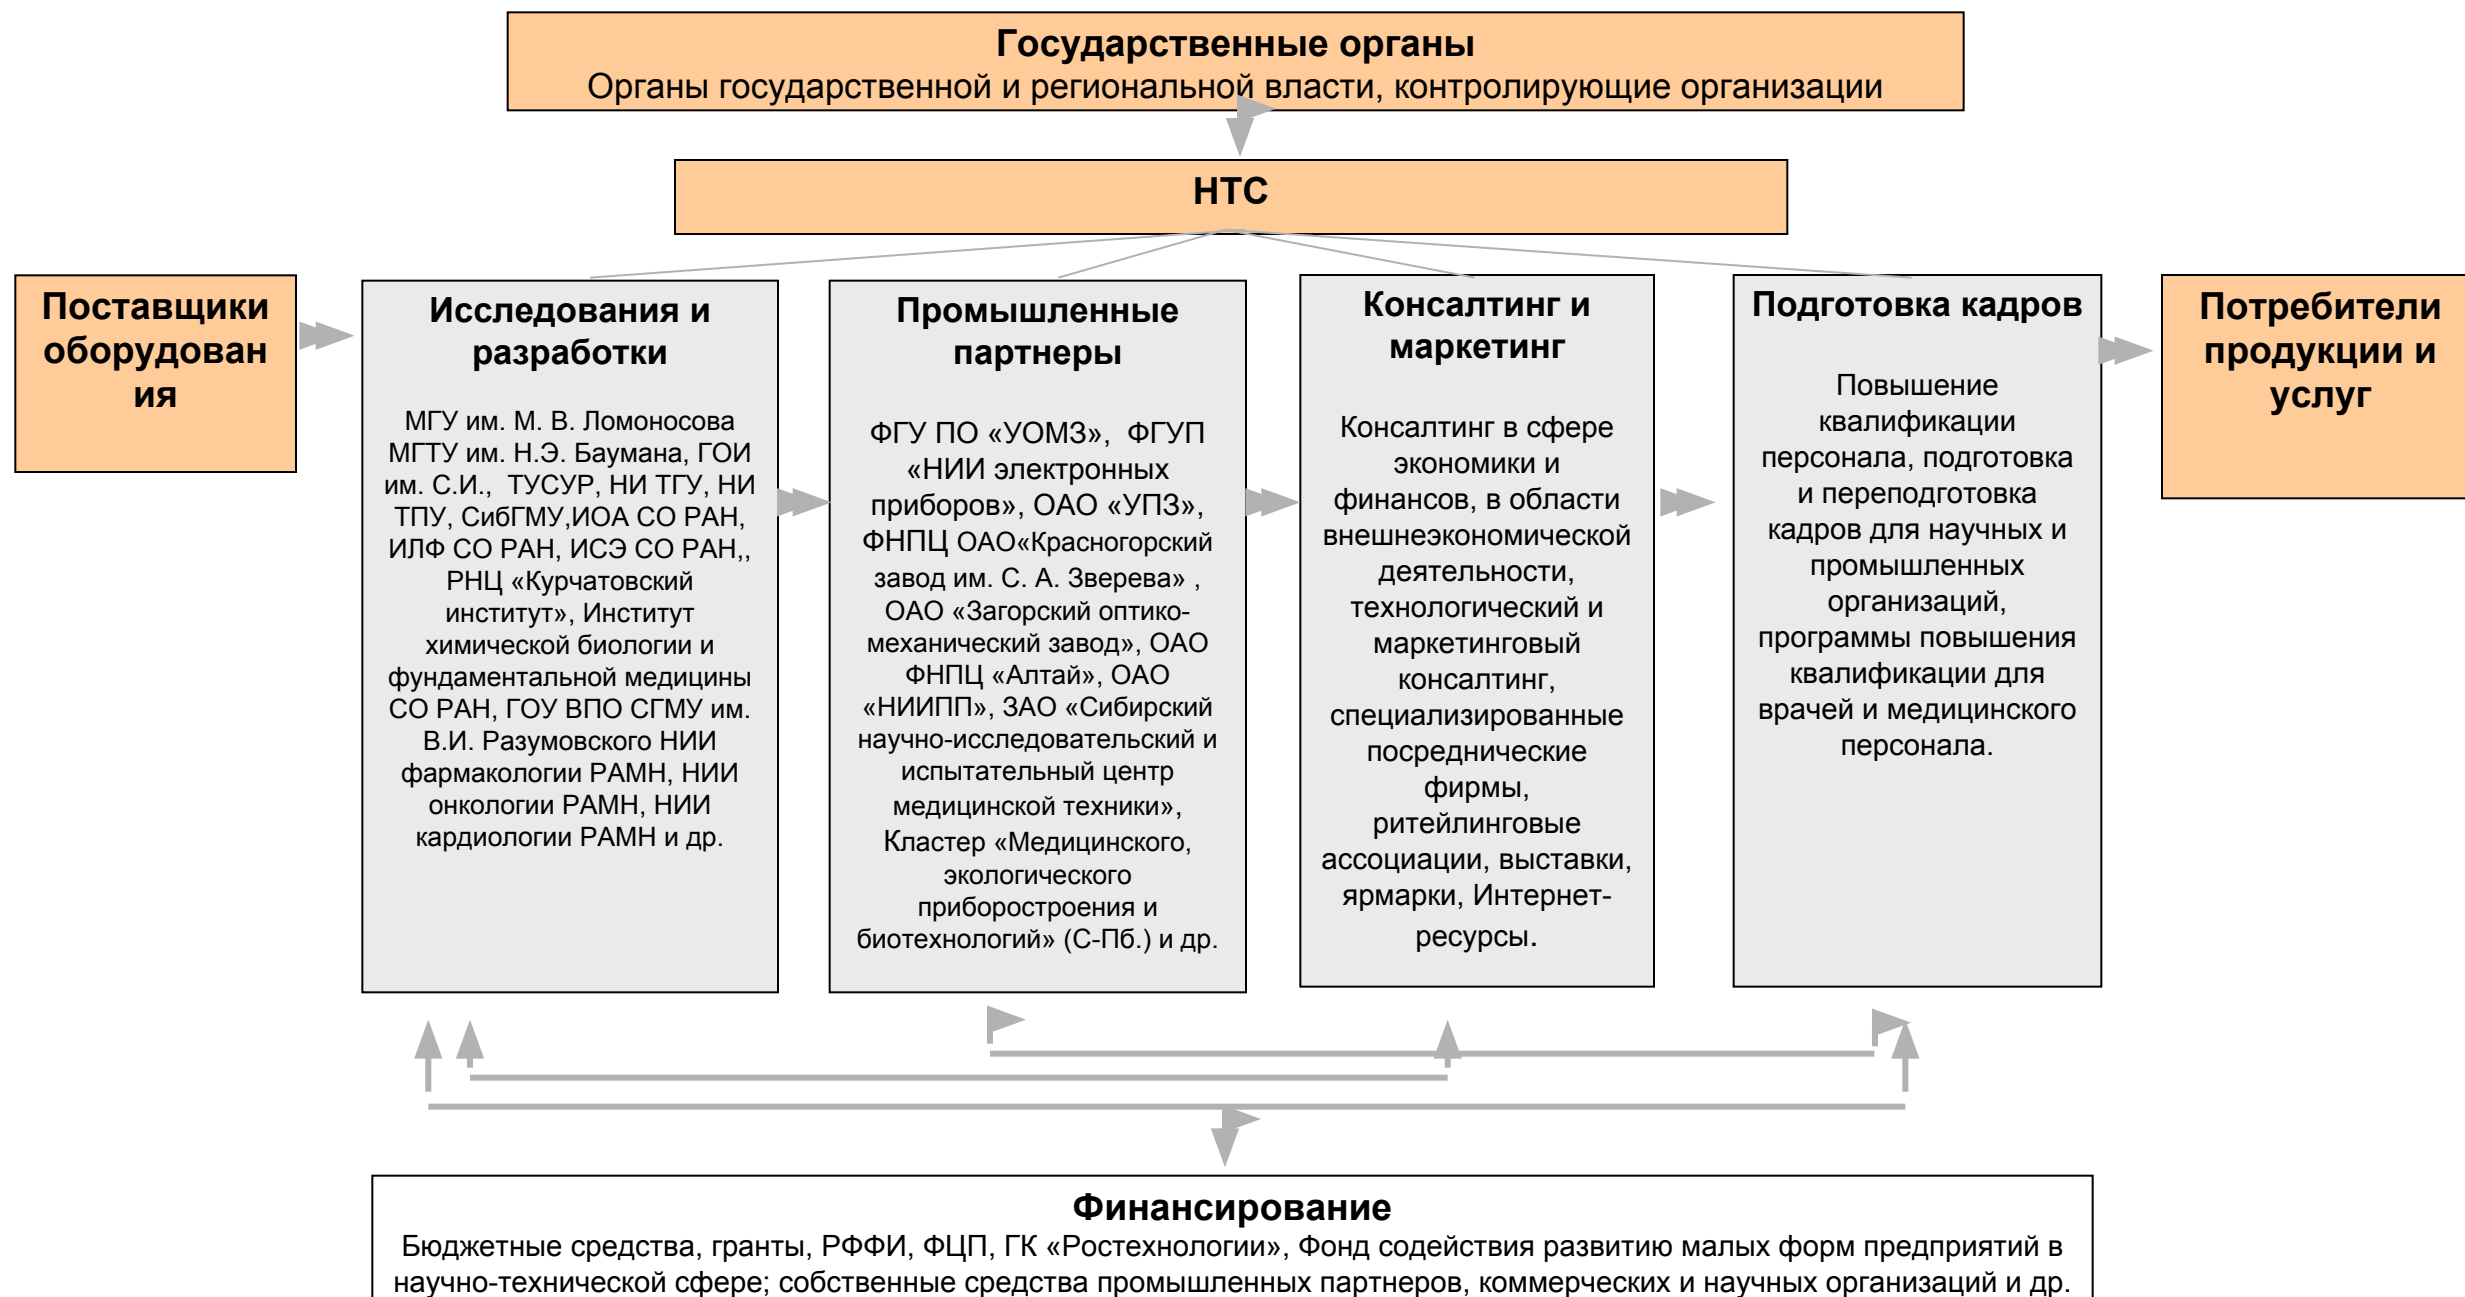 Государственные органы
Органы государственной и региональной власти, контролирующие организации
НТС
Поставщики
оборудован
ия
Исследования и
разработки
МГУ им. М. В. Ломоносова
МГТУ им. Н.Э. Баумана, ГОИ
им. С.И.,  ТУСУР, НИ ТГУ, НИ
ТПУ, СибГМУ,ИОА СО РАН,
ИЛФ СО РАН, ИСЭ СО РАН,,
РНЦ «Курчатовский
институт», Институт
химической биологии и
фундаментальной медицины
СО РАН, ГОУ ВПО СГМУ им.
В.И. Разумовского НИИ
фармакологии РАМН, НИИ
онкологии РАМН, НИИ
кардиологии РАМН и др.
Промышленные
партнеры
ФГУ ПО «УОМЗ»,  ФГУП
«НИИ электронных
приборов», ОАО «УПЗ»,
ФНПЦ ОАО«Красногорский
завод им. С. А. Зверева» ,
ОАО «Загорский оптико-
механический завод», ОАО
ФНПЦ «Алтай», ОАО
«НИИПП», ЗАО «Сибирский
научно-исследовательский и
испытательный центр
медицинской техники»,
Кластер «Медицинского,
экологического
приборостроения и
биотехнологий» (С-Пб.) и др.
Консалтинг и
маркетинг
Консалтинг в сфере
экономики и
финансов, в области
внешнеэкономической
деятельности,
технологический и
маркетинговый
консалтинг,
специализированные
посреднические
фирмы,
ритейлинговые
ассоциации, выставки,
ярмарки, Интернет-
ресурсы.
Подготовка кадров
Повышение
квалификации
персонала, подготовка
и переподготовка
кадров для научных и
промышленных
организаций,
программы повышения
квалификации для
врачей и медицинского
персонала.
Потребители
продукции и
услуг
Финансирование
Бюджетные средства, гранты, РФФИ, ФЦП, ГК «Ростехнологии», Фонд содействия развитию малых форм предприятий в
научно-технической сфере; собственные средства промышленных партнеров, коммерческих и научных организаций и др.